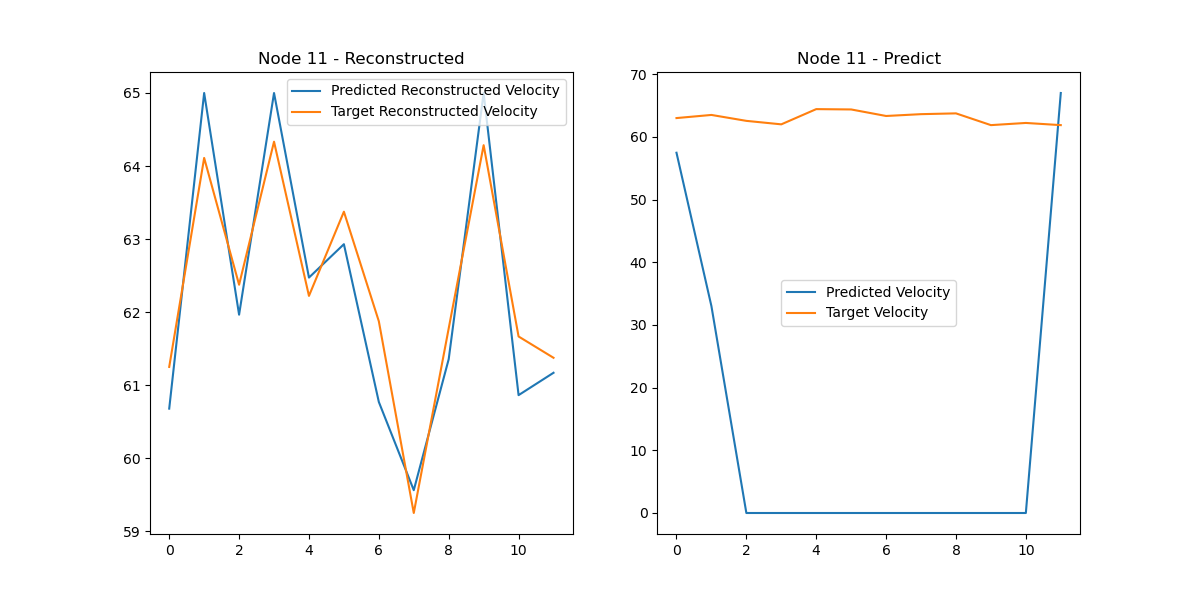 Node 11 - Reconstructed
Predicted Reconstructed Velocity
Target Reconstructed Velocity
65
64
63
62
61
60
59
0 2 4 6 8 10
Node 11 - Predict
Predicted Velocity
Target Velocity
70
60
50
40
30
20
10
0
0 2 4 6 8 10